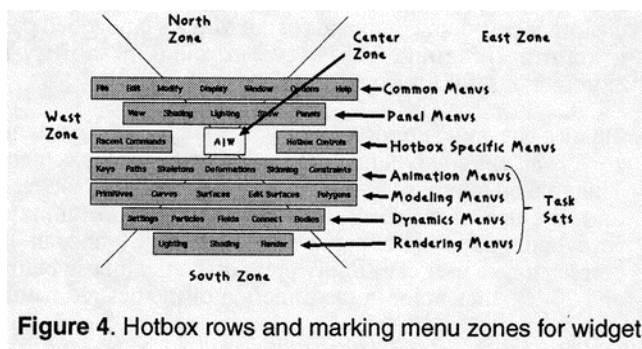 North Zone
Center Zone
East Zone
File Edit Modify Display Window Options Help
Common Menus
View Shading Lighting Show Panels
Panel Menus
West Zone
Recent Commands
A|W
Hotbox Controls
Hotbox Specific Menus
Keys Paths Skeletons Deformations Skinning Constraints
Animation Menus
Primitives Curves Surfaces Edit Surfaces Polygons
Modeling Menus
Task Sets
Settings Particles Fields Connect Bodies
Dynamics Menus
Lighting Shading Render
Rendering Menus
South Zone
Figure 4. Hotbox rows and marking menu zones for widget